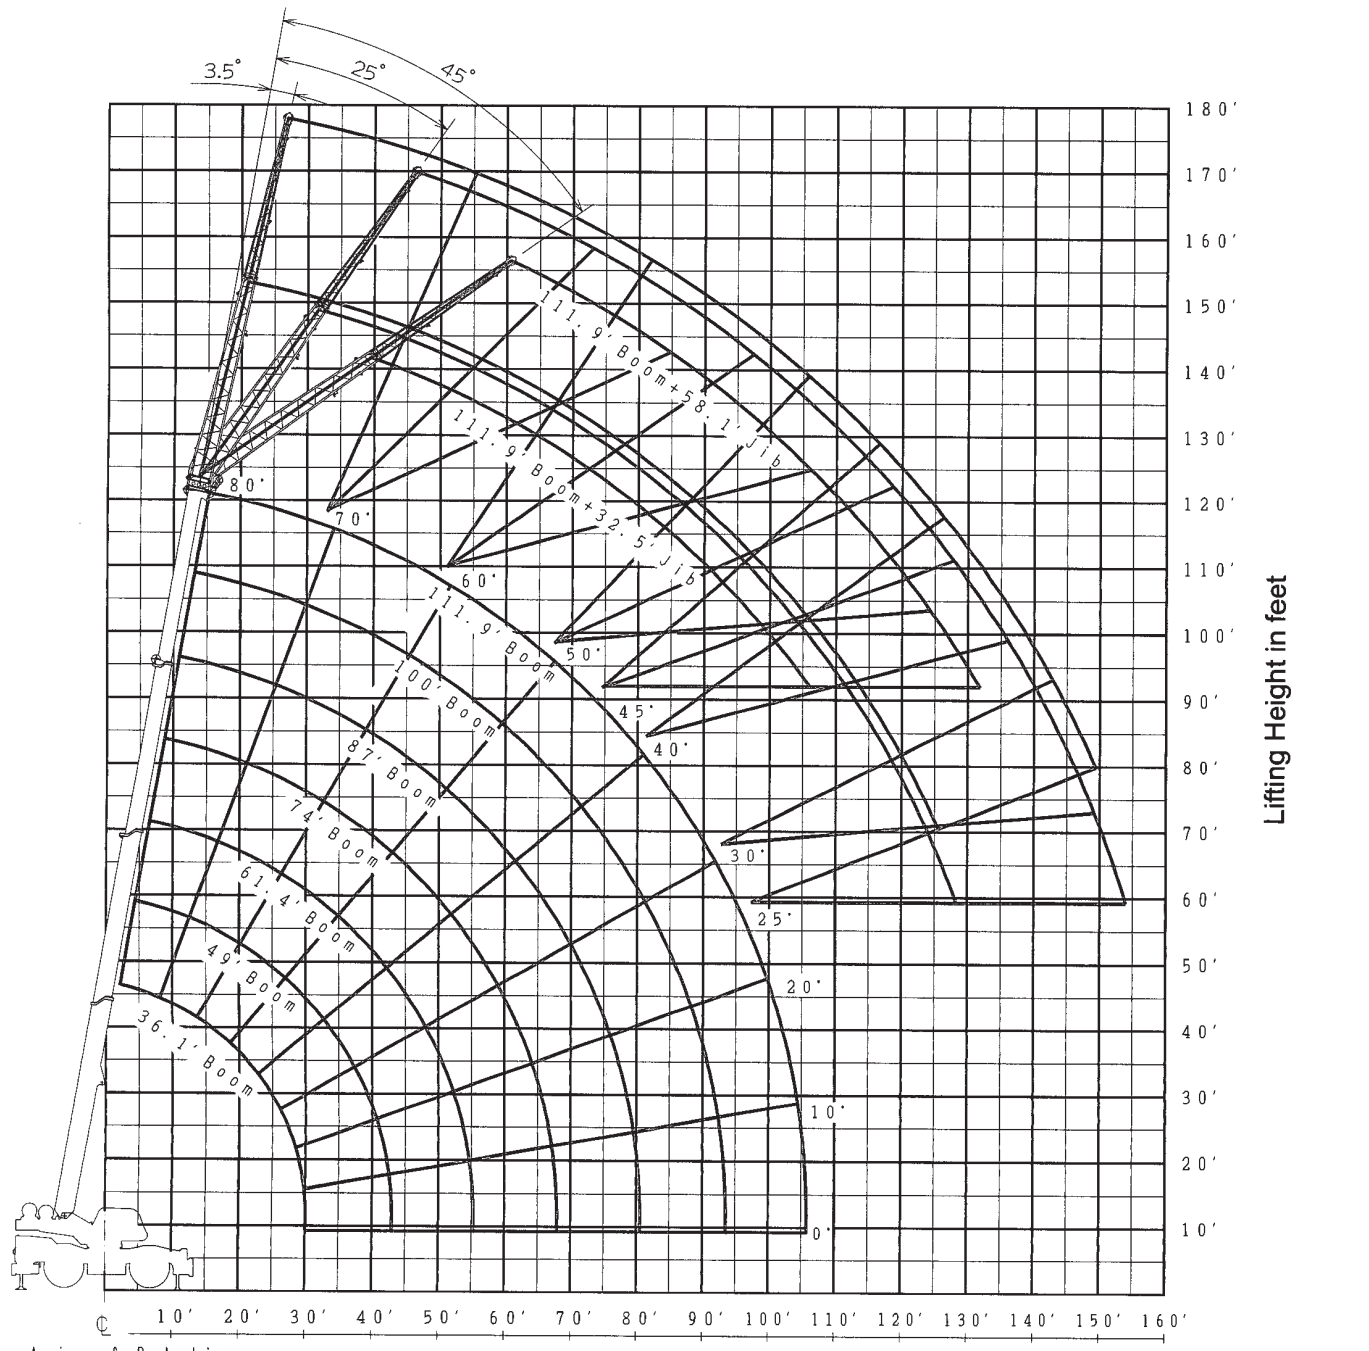 3.5°
25°
45°
180'
170'
160'
150'
140'
130'
120'
110'
100'
90'
80'
70'
60'
50'
40'
30'
20'
10'
Lifting Height in feet
111.9'Boom+58.1'Jib
111.9'Boom+32.5'Jib
80°
70°
60°
50°
45°
40°
30°
25°
20°
10°
0°
111.9'Boom
100'Boom
87'Boom
74'Boom
61.4'Boom
49'Boom
36.1'Boom
℄ 10' 20' 30' 40' 50' 60' 70' 80' 90' 100' 110' 120' 130' 140' 150' 160'